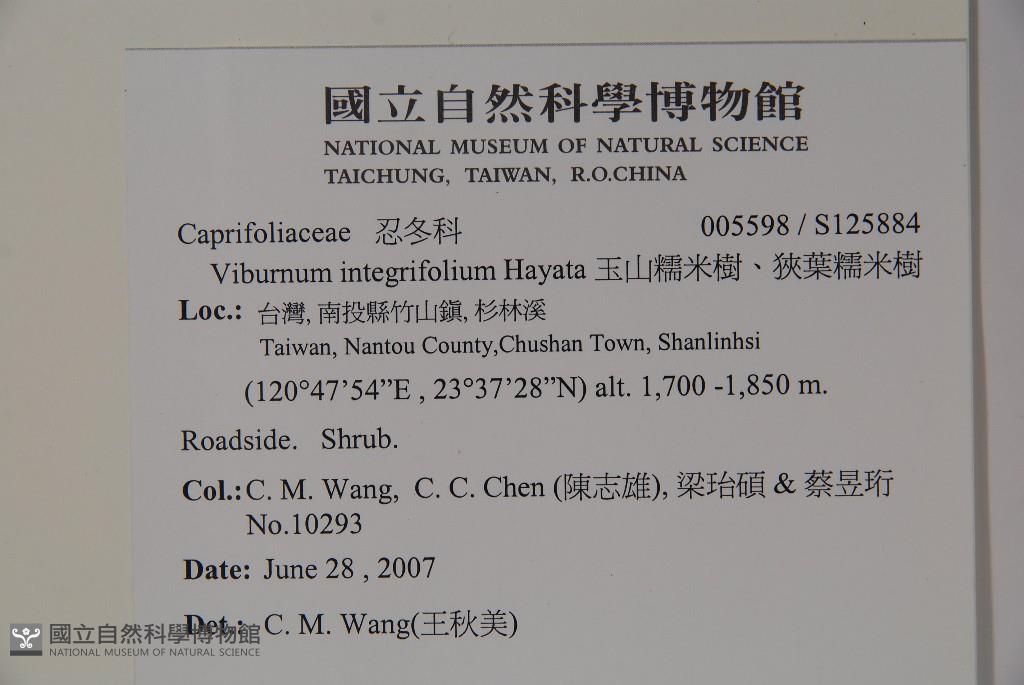 國立自然科學博物館
NATIONAL MUSEUM OF NATURAL SCIENCE
TAICHUNG, TAIWAN, R.O.CHINA
Caprifoliaceae 忍冬科 005598 / S125884
Viburnum integrifolium Hayata 玉山糯米樹、狹葉糯米樹
Loc.: 台灣, 南投縣竹山鎮, 杉林溪
Taiwan, Nantou County,Chushan Town, Shanlinhsi
(120°47’54”E , 23°37’28”N) alt. 1,700 -1,850 m.
Roadside. Shrub.
Col.:C. M. Wang, C. C. Chen (陳志雄), 梁珆碩 & 蔡昱珩
No.10293
Date: June 28 , 2007
Det.: C. M. Wang(王秋美)
國立自然科學博物館
NATIONAL MUSEUM OF NATURAL SCIENCE